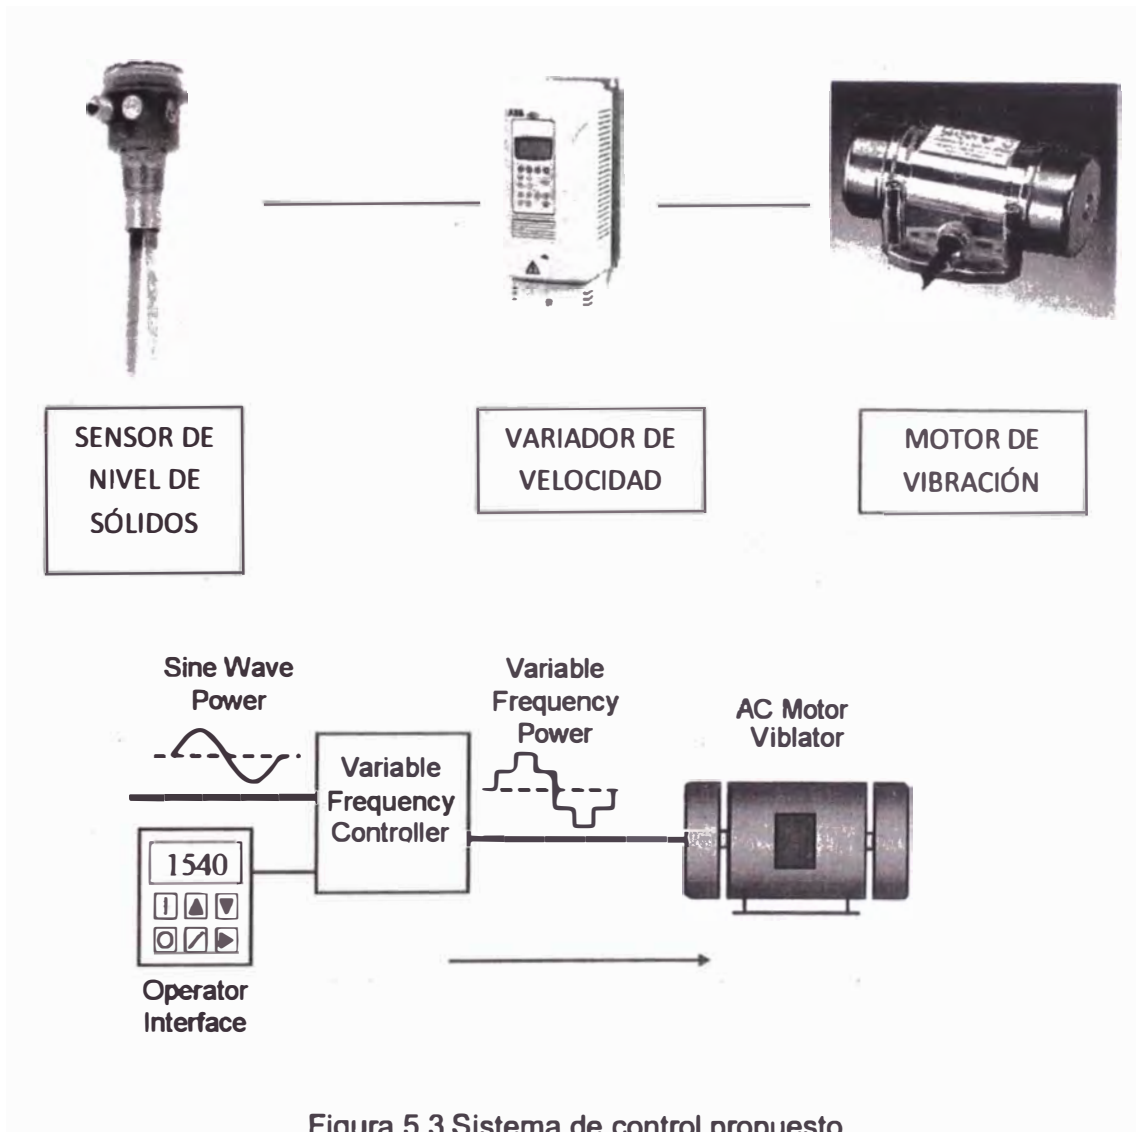 ABB
SENSOR DE
NIVEL DE
SÓLIDOS
VARIADOR DE
VELOCIDAD
MOTOR DE
VIBRACIÓN
Sine Wave
Power
Variable
Frequency
Power
AC Motor
Viblator
Variable
Frequency
Controller
1540
Operator
Interface
Figura 5.3 Sistema de control propuesto